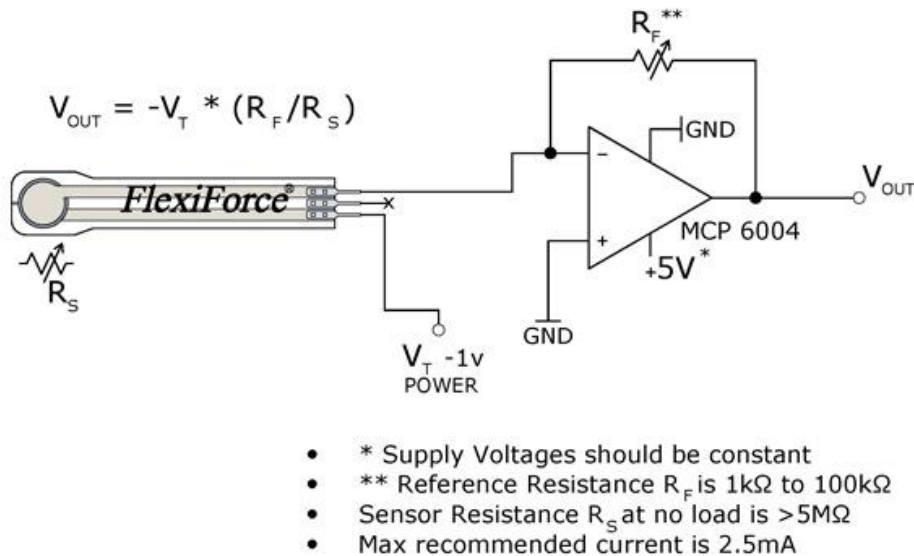 R_F **
V_OUT = -V_T * (R_F/R_S)
GND
FlexiForce®
−
V_OUT
+
MCP 6004
+5V*
R_S
GND
V_T -1v
POWER
• * Supply Voltages should be constant
• ** Reference Resistance R_F is 1kΩ to 100kΩ
• Sensor Resistance R_S at no load is >5MΩ
• Max recommended current is 2.5mA